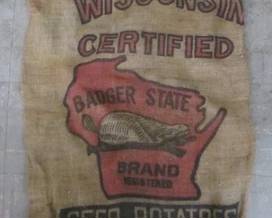 WISCONSIN
CERTIFIED
BADGER STATE
BRAND
REGISTERED
SEED POTATOES